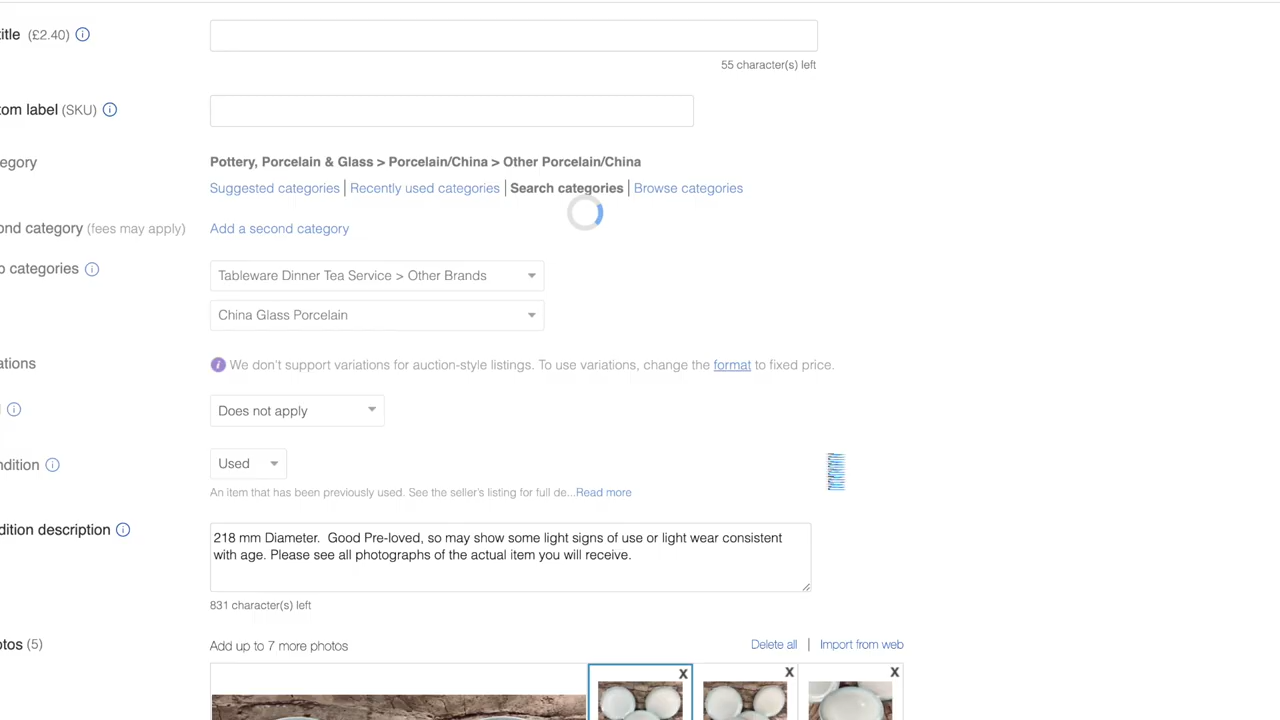 title (£2.40)
55 character(s) left
tom label (SKU)
egory
Pottery, Porcelain & Glass > Porcelain/China > Other Porcelain/China
Suggested categories | Recently used categories | Search categories | Browse categories
ond category (fees may apply)
Add a second category
categories
Tableware Dinner Tea Service > Other Brands
China Glass Porcelain
ations
We don't support variations for auction-style listings. To use variations, change the format to fixed price.
Does not apply
ndition
Used
An item that has been previously used. See the seller's listing for full de...Read more
dition description
218 mm Diameter. Good Pre-loved, so may show some light signs of use or light wear consistent
with age. Please see all photographs of the actual item you will receive.
831 character(s) left
otos (5)
Add up to 7 more photos
Delete all | Import from web
x x x